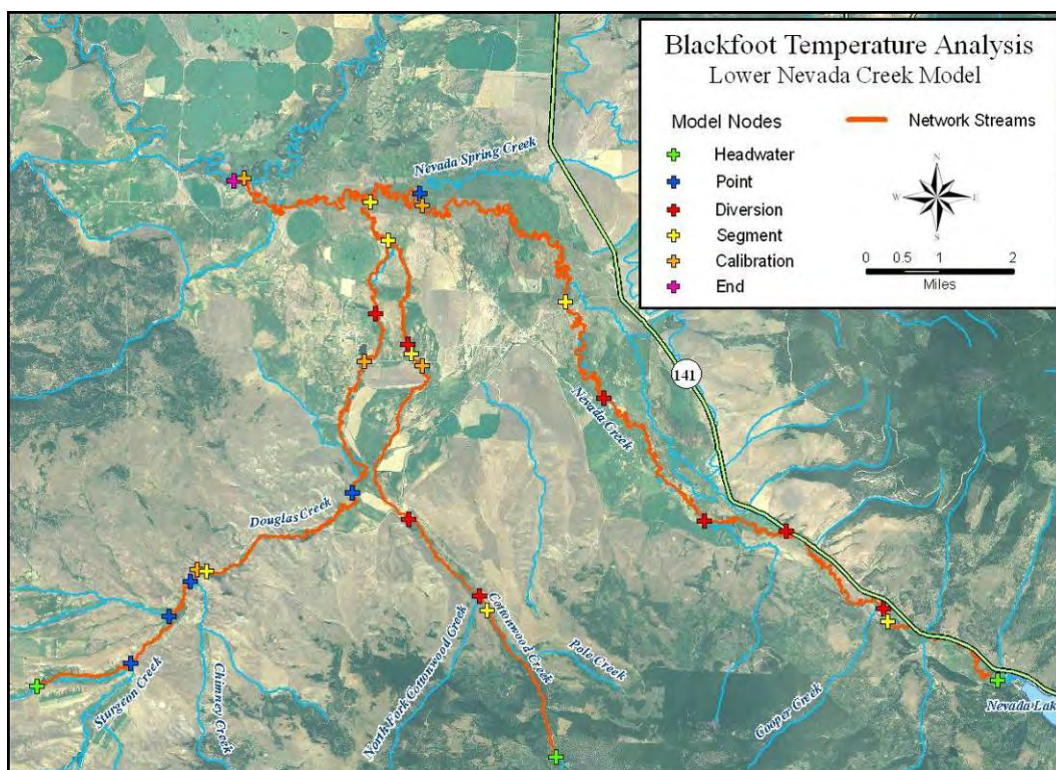 Blackfoot Temperature Analysis
Lower Nevada Creek Model
Model Nodes
Network Streams
Headwater
Point
Diversion
Segment
Calibration
End
N
W
E
S
0 0.5 1 2
Miles
Nevada Spring Creek
141
Nevada Creek
Douglas Creek
Sturgeon Creek
Chimney Creek
North Fork Cottonwood Creek
Cottonwood Creek
Pole Creek
Cooper Creek
Nevada Lak